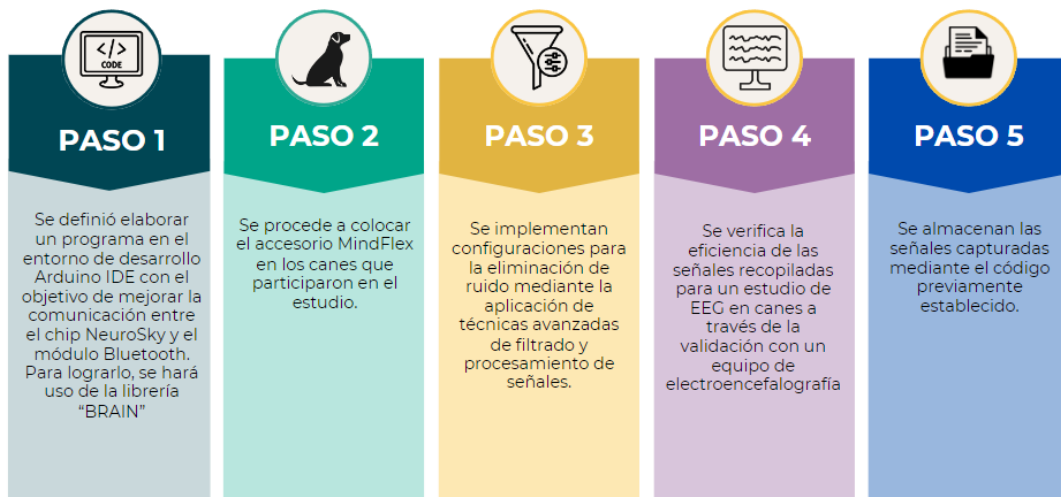 </>
CODE
PASO 1
Se definió elaborar
un programa en el
entorno de desarrollo
Arduino IDE con el
objetivo de mejorar la
comunicación entre
el chip NeuroSky y el
módulo Bluetooth.
Para lograrlo, se hará
uso de la librería
“BRAIN”
PASO 2
Se procede a colocar
el accesorio MindFlex
en los canes que
participaron en el
estudio.
PASO 3
Se implementan
configuraciones para
la eliminación de
ruido mediante la
aplicación de
técnicas avanzadas
de filtrado y
procesamiento de
señales.
PASO 4
Se verifica la
eficiencia de las
señales recopiladas
para un estudio de
EEG en canes a
través de la
validación con un
equipo de
electroencefalografía
PASO 5
Se almacenan las
señales capturadas
mediante el código
previamente
establecido.